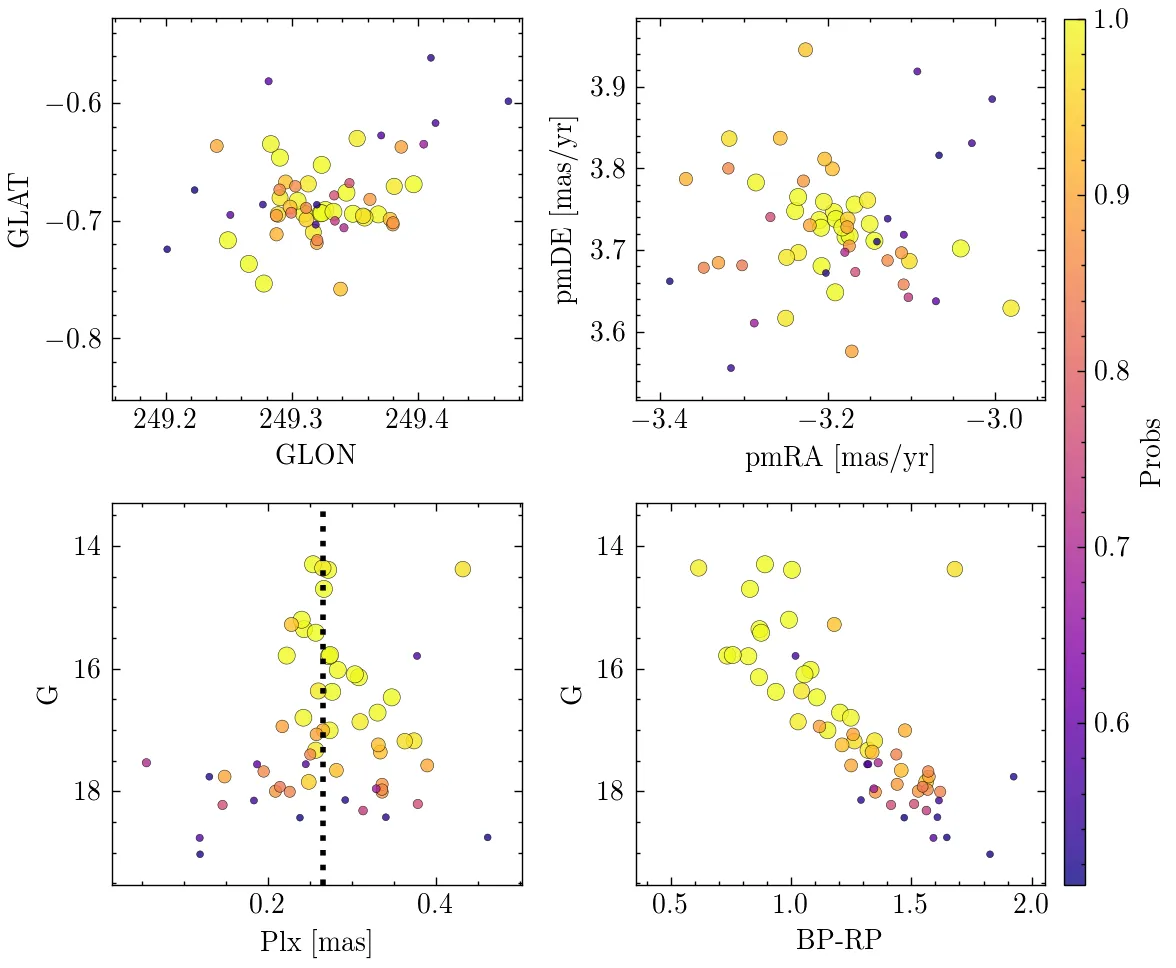 −0.6
−0.7
−0.8
GLAT
249.2 249.3 249.4
GLON
3.9
3.8
3.7
3.6
pmDE [mas/yr]
−3.4 −3.2 −3.0
pmRA [mas/yr]
14
16
18
G
0.2 0.4
Plx [mas]
14
16
18
G
0.5 1.0 1.5 2.0
BP-RP
1.0
0.9
0.8
0.7
0.6
Probs